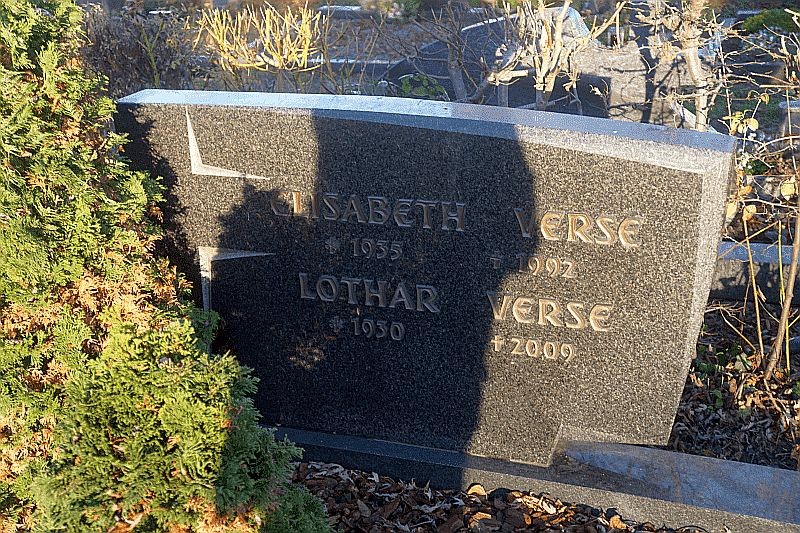 ELISABETH VERSE
* 1935 † 1992
LOTHAR VERSE
* 1930 † 2009